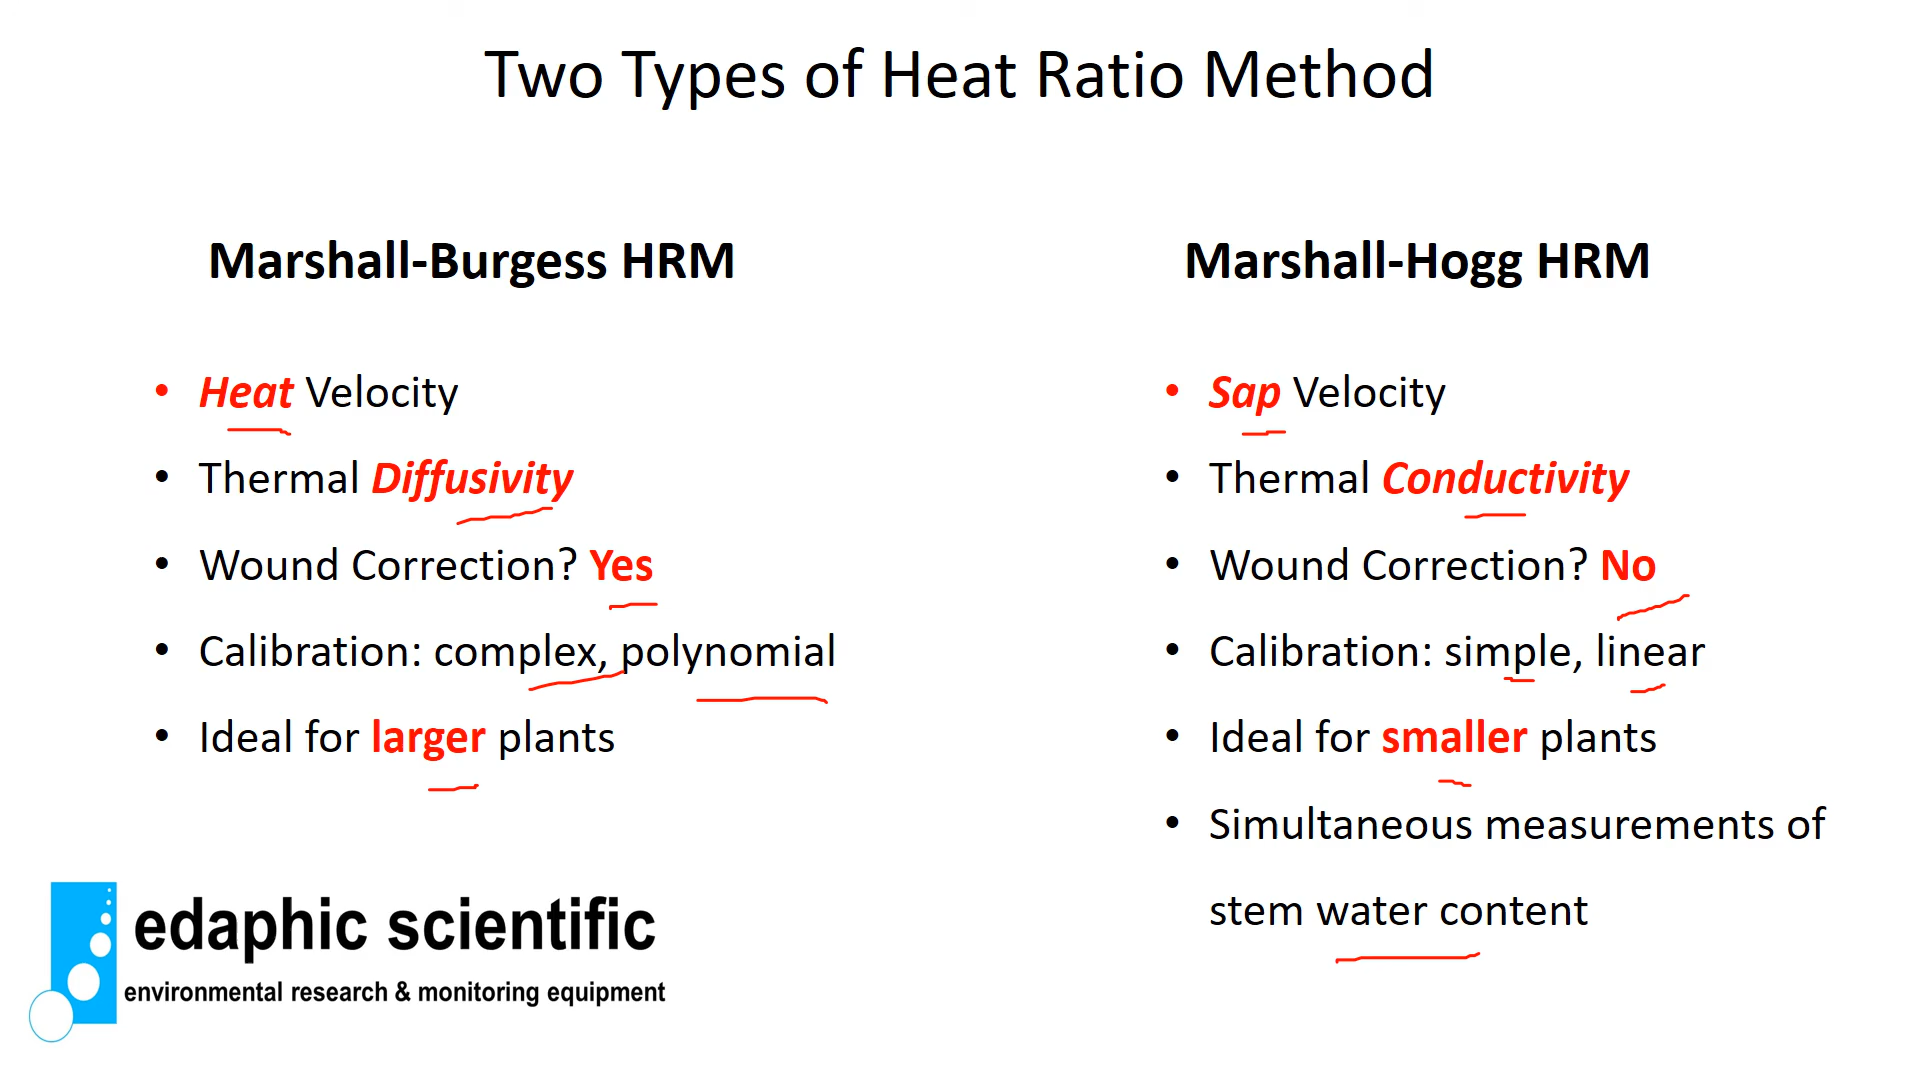 Two Types of Heat Ratio Method
Marshall-Burgess HRM
• Heat Velocity
• Thermal Diffusivity
• Wound Correction? Yes
• Calibration: complex, polynomial
• Ideal for larger plants
Marshall-Hogg HRM
• Sap Velocity
• Thermal Conductivity
• Wound Correction? No
• Calibration: simple, linear
• Ideal for smaller plants
• Simultaneous measurements of
stem water content
edaphic scientific
environmental research & monitoring equipment